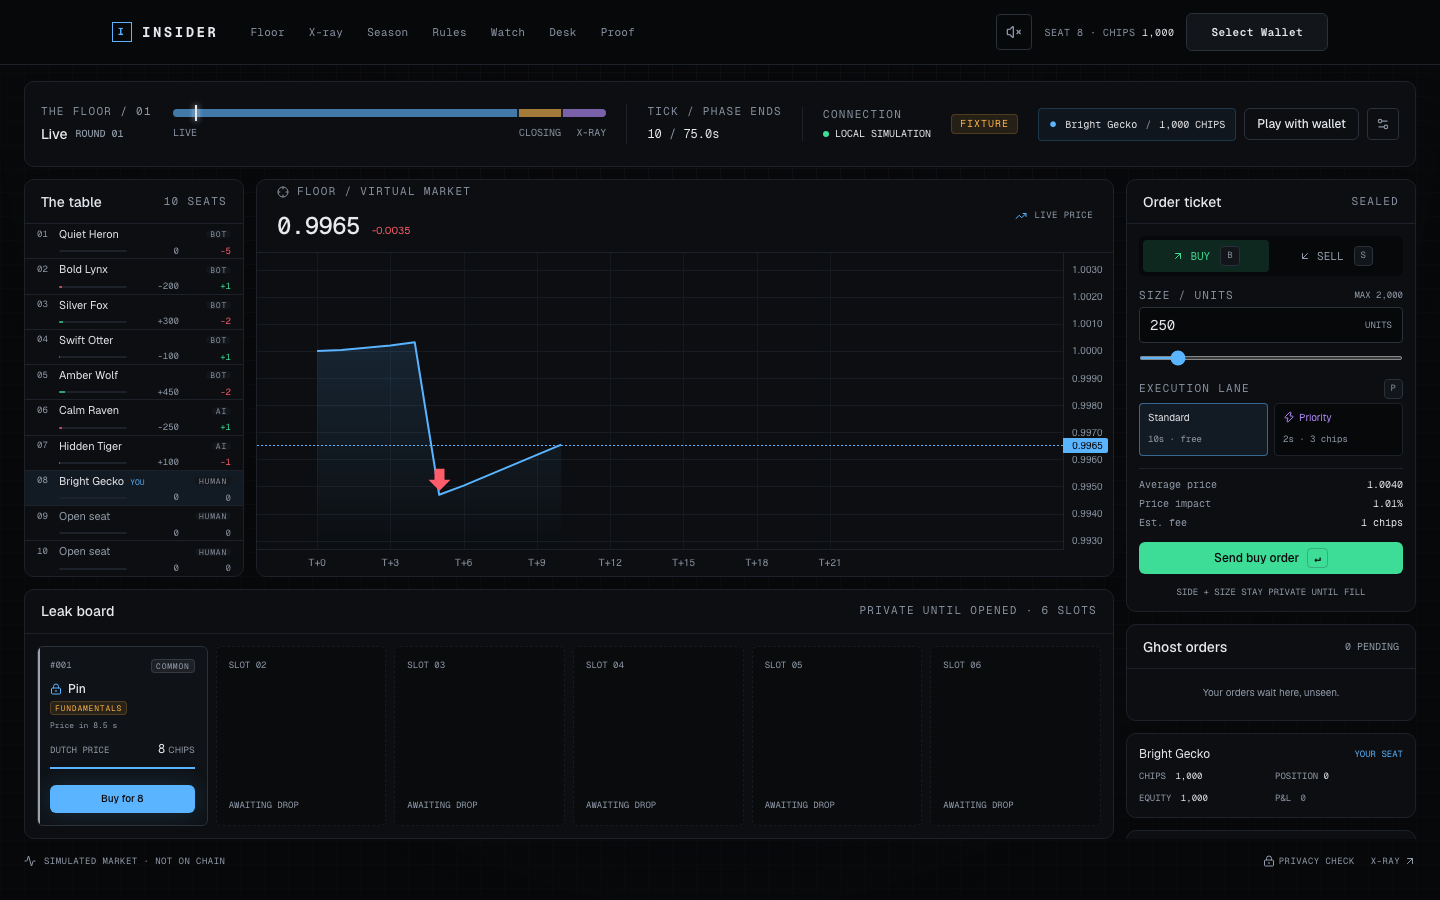 I INSIDER Floor X-ray Season Rules Watch Desk Proof SEAT 8 · CHIPS 1,000 Select Wallet
THE FLOOR / 01
Live ROUND 01
LIVE CLOSING X-RAY
TICK / PHASE ENDS
10 / 75.0s
CONNECTION
LOCAL SIMULATION
FIXTURE
Bright Gecko / 1,000 CHIPS
Play with wallet
The table 10 SEATS
01 Quiet Heron BOT
0 -5
02 Bold Lynx BOT
-200 +1
03 Silver Fox BOT
+300 -2
04 Swift Otter BOT
-100 +1
05 Amber Wolf BOT
+450 -2
06 Calm Raven AI
-250 +1
07 Hidden Tiger AI
+100 -1
08 Bright Gecko YOU HUMAN
0 0
09 Open seat HUMAN
0 0
10 Open seat HUMAN
0 0
FLOOR / VIRTUAL MARKET
0.9965 -0.0035
LIVE PRICE
1.0030
1.0020
1.0010
1.0000
0.9990
0.9980
0.9970
0.9965
0.9960
0.9950
0.9940
0.9930
T+0 T+3 T+6 T+9 T+12 T+15 T+18 T+21
Order ticket SEALED
BUY B SELL S
SIZE / UNITS MAX 2,000
250 UNITS
EXECUTION LANE P
Standard
10s · free
Priority
2s · 3 chips
Average price 1.0040
Price impact 1.01%
Est. fee 1 chips
Send buy order ↵
SIDE + SIZE STAY PRIVATE UNTIL FILL
Leak board PRIVATE UNTIL OPENED · 6 SLOTS
#001 COMMON
Pin
FUNDAMENTALS
Price in 8.5 s
DUTCH PRICE 8 CHIPS
Buy for 8
SLOT 02
AWAITING DROP
SLOT 03
AWAITING DROP
SLOT 04
AWAITING DROP
SLOT 05
AWAITING DROP
SLOT 06
AWAITING DROP
Ghost orders 0 PENDING
Your orders wait here, unseen.
Bright Gecko YOUR SEAT
CHIPS 1,000 POSITION 0
EQUITY 1,000 P&L 0
SIMULATED MARKET · NOT ON CHAIN
PRIVACY CHECK X-RAY